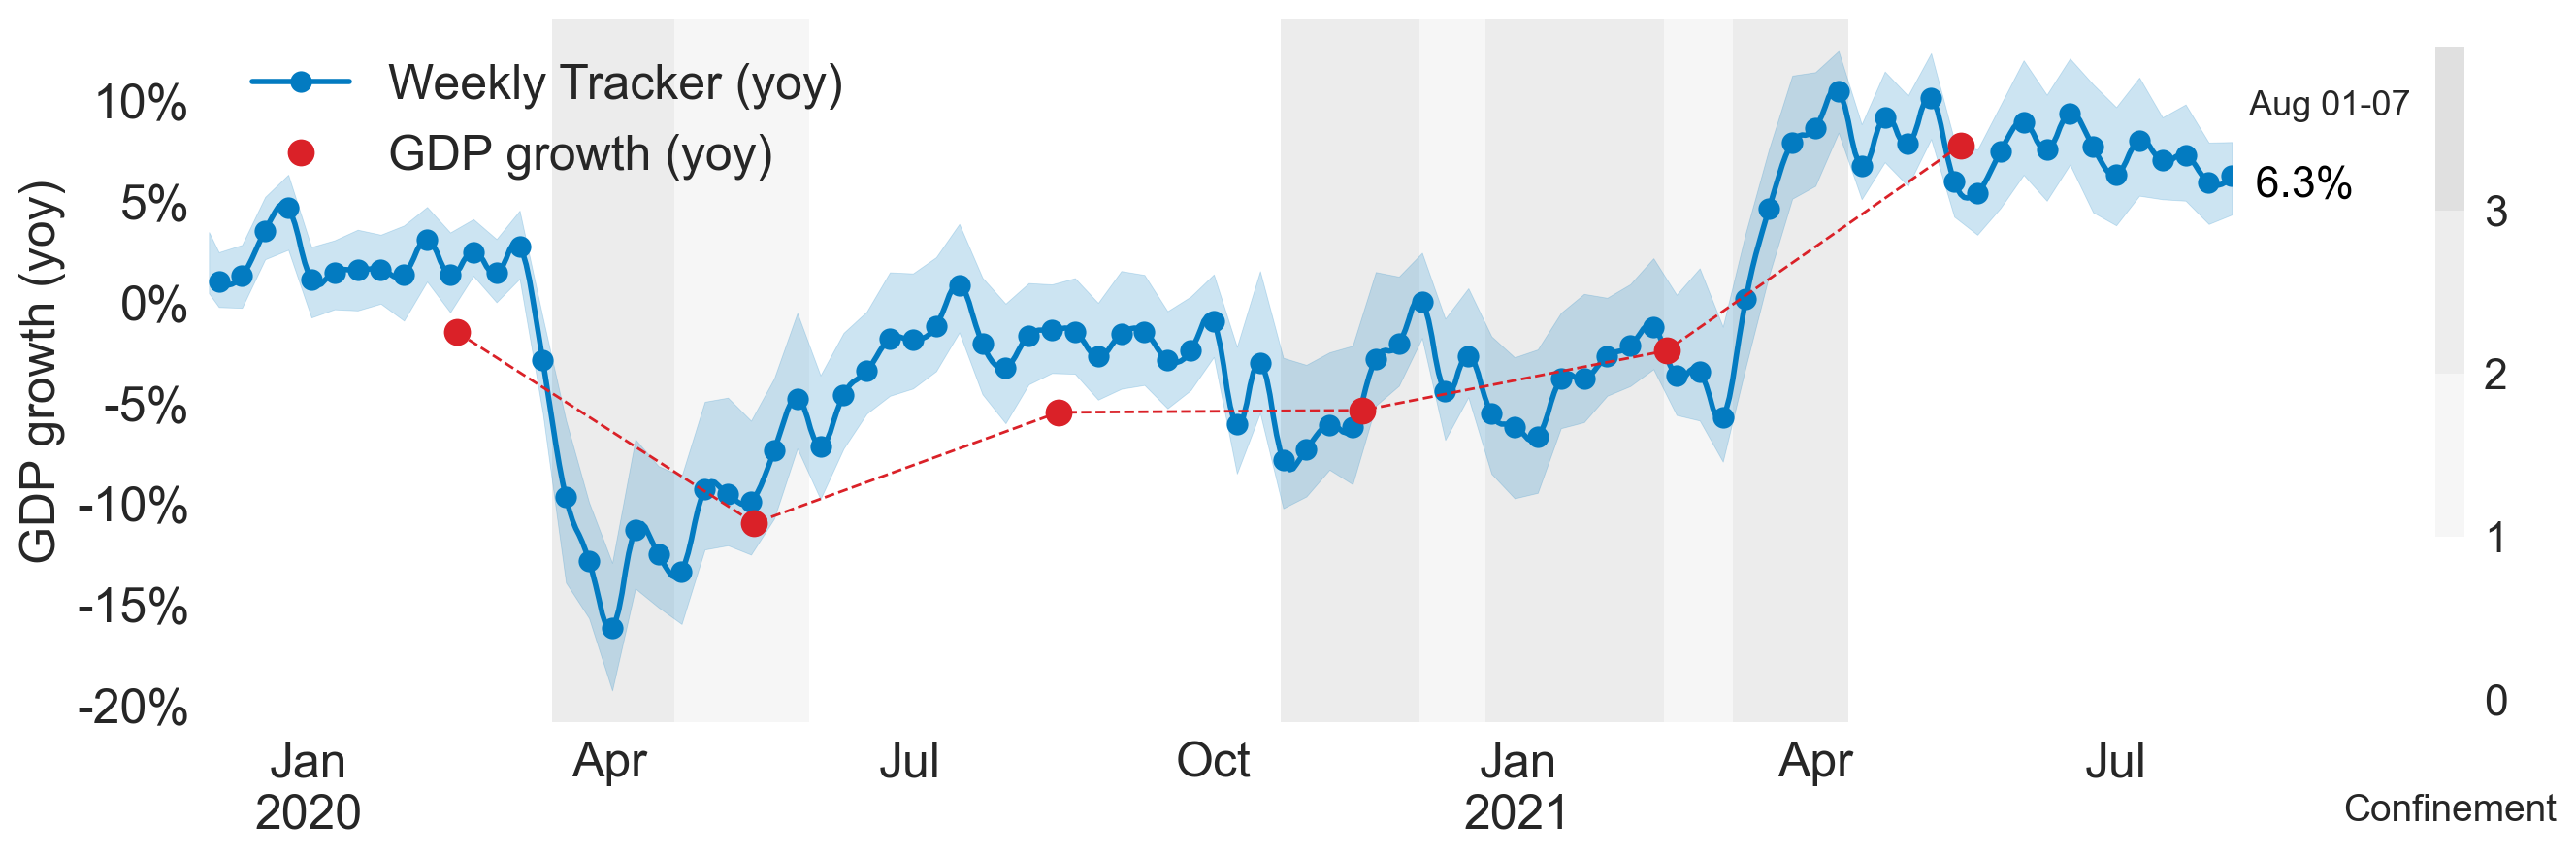 Weekly Tracker (yoy)
GDP growth (yoy)
GDP growth (yoy)
10%
5%
0%
-5%
-10%
-15%
-20%
Jan
2020
Apr
Jul
Oct
Jan
2021
Apr
Jul
Aug 01-07
6.3%
3
2
1
0
Confinement